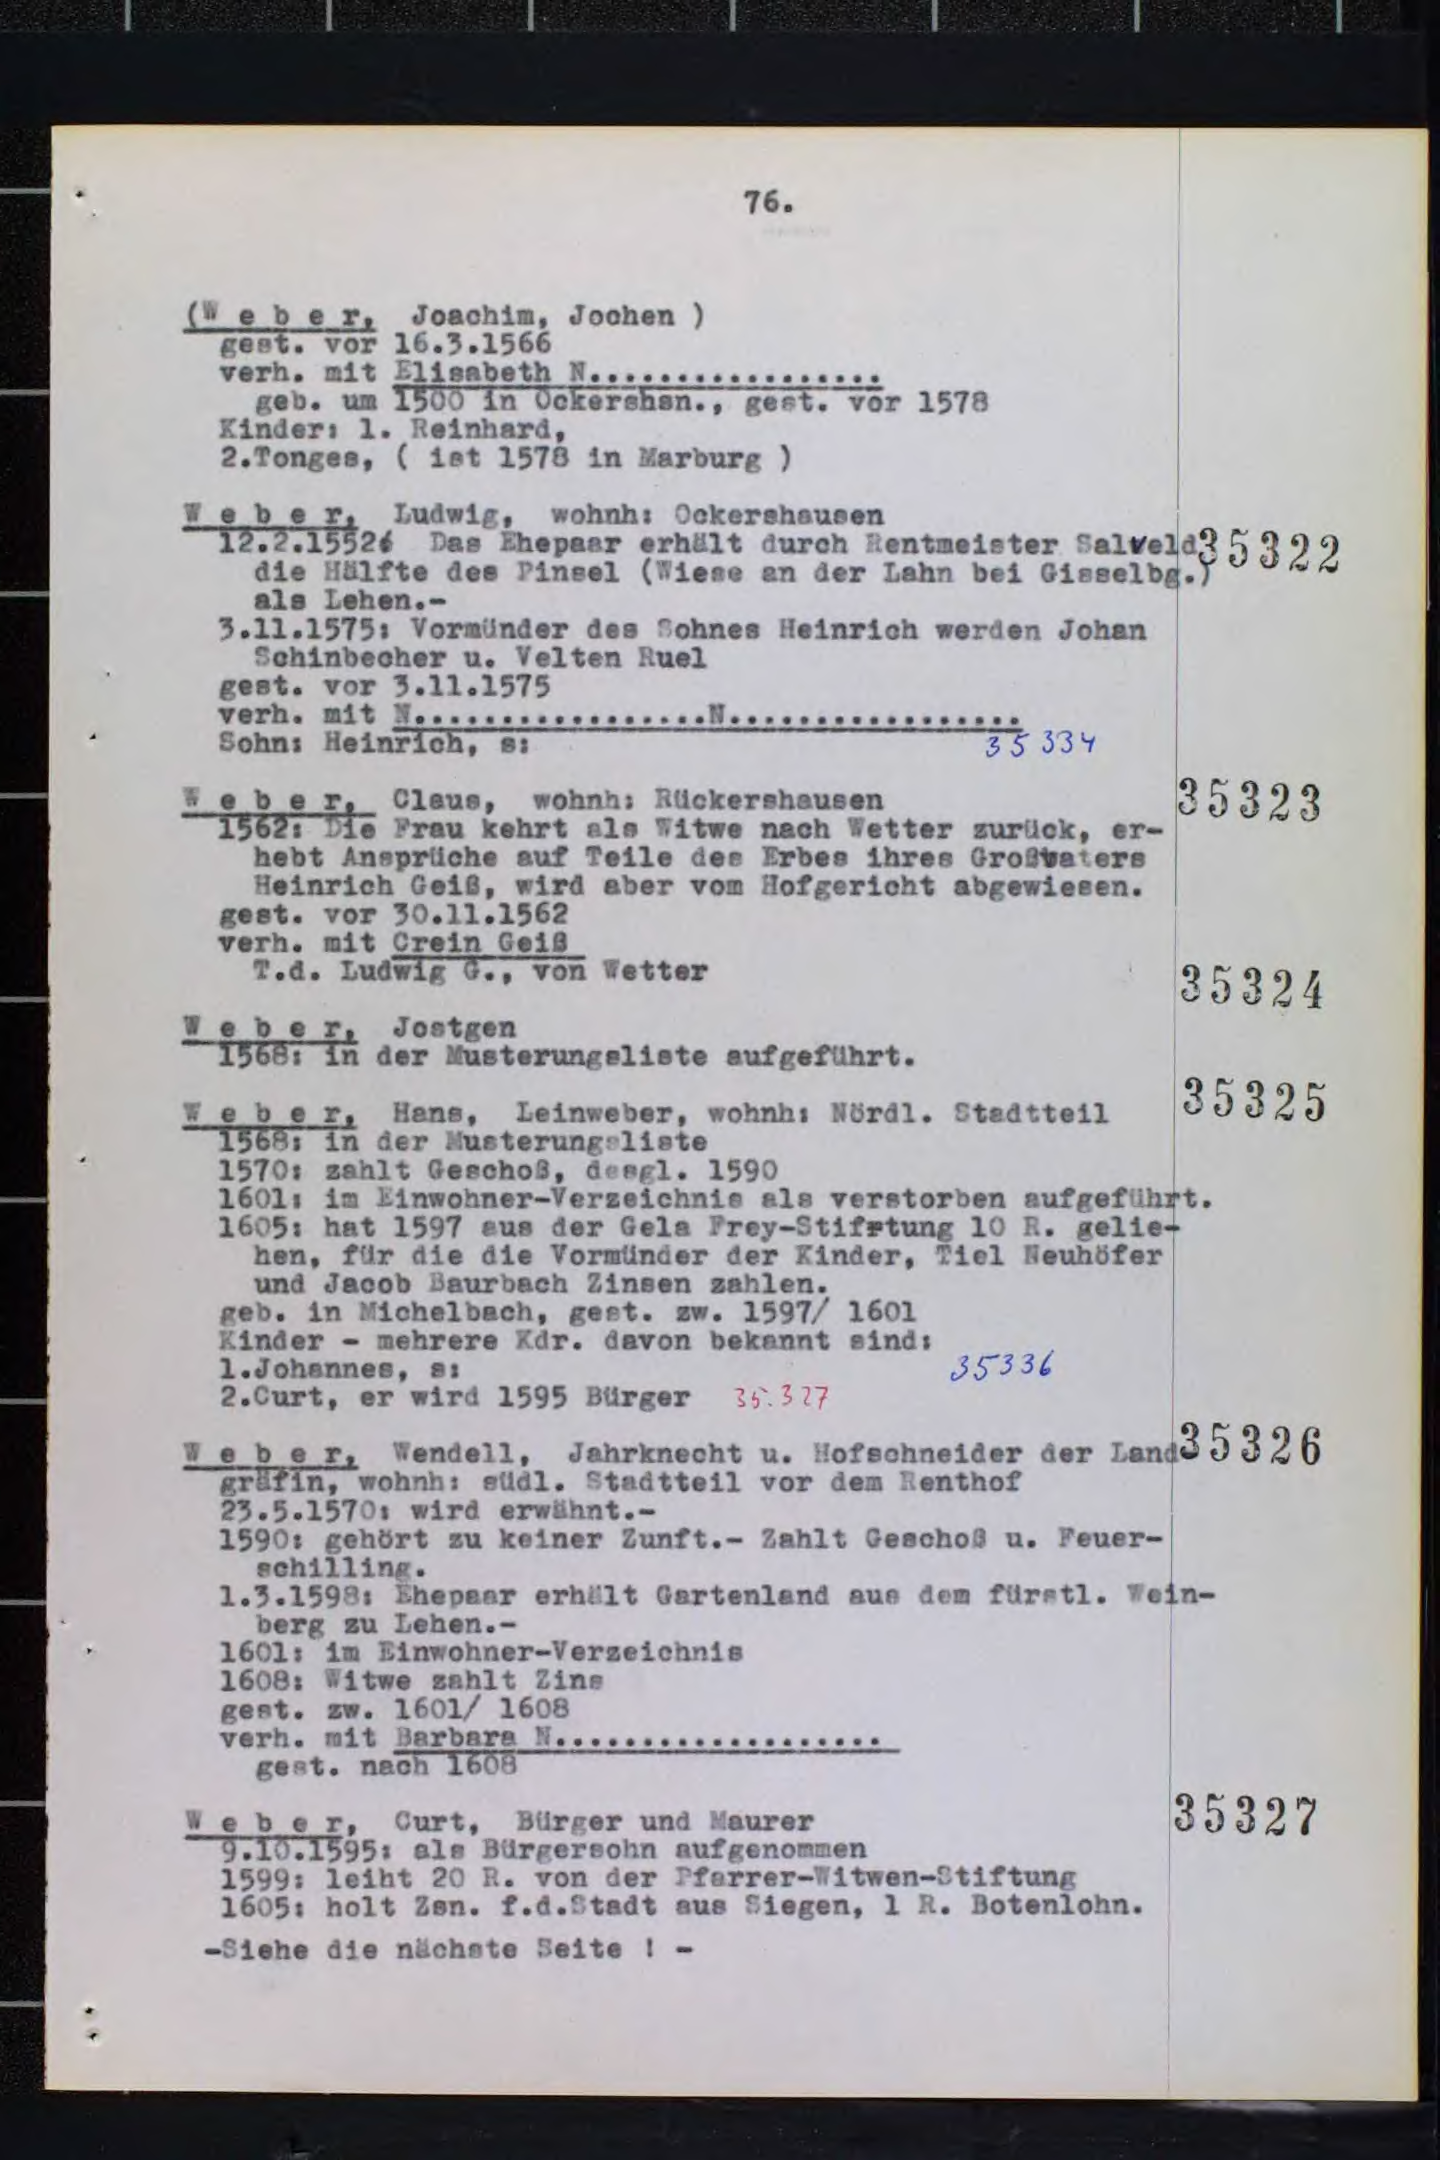 76.
(W e b e r, Joachim, Jochen )
gest. vor 16.3.1566
verh. mit Elisabeth N.................
geb. um 1500 in Ockershsn., gest. vor 1578
Kinder: 1. Reinhard,
2.Tonges, ( ist 1578 in Marburg )
W e b e r, Ludwig, wohnh: Ockershausen
12.2.1552: Das Ehepaar erhält durch Rentmeister Salveld 35322
die Hälfte des Pinsel (Wiese an der Lahn bei Gisselbg.)
als Lehen.-
3.11.1575: Vormünder des Sohnes Heinrich werden Johan
Schinbecher u. Velten Ruel
gest. vor 3.11.1575
verh. mit N.................N.................
Sohn: Heinrich, s: 35334
W e b e r, Claus, wohnh: Rückershausen 35323
1562: Die Frau kehrt als Witwe nach Wetter zurück, er-
hebt Ansprüche auf Teile des Erbes ihres Großvaters
Heinrich Geiß, wird aber vom Hofgericht abgewiesen.
gest. vor 30.11.1562
verh. mit Crein Geiß
T.d. Ludwig G., von Wetter
35324
W e b e r, Jostgen
1568: in der Musterungsliste aufgeführt.
W e b e r, Hans, Leinweber, wohnh: Nördl. Stadtteil 35325
1568: in der Musterungsliste
1570: zahlt Geschoß, desgl. 1590
1601: im Einwohner-Verzeichnis als verstorben aufgeführt.
1605: hat 1597 aus der Gela Frey-Stiftung 10 R. gelie-
hen, für die die Vormünder der Kinder, Tiel Neuhöfer
und Jacob Baurbach Zinsen zahlen.
geb. in Michelbach, gest. zw. 1597/ 1601
Kinder - mehrere Kdr. davon bekannt sind:
1.Johannes, s: 35336
2.Curt, er wird 1595 Bürger 35.327
W e b e r, Wendell, Jahrknecht u. Hofschneider der Land- 35326
gräfin, wohnh: südl. Stadtteil vor dem Renthof
23.5.1570: wird erwähnt.-
1590: gehört zu keiner Zunft.- Zahlt Geschoß u. Feuer-
schilling.
1.3.1598: Ehepaar erhält Gartenland aus dem fürstl. Wein-
berg zu Lehen.-
1601: im Einwohner-Verzeichnis
1608: Witwe zahlt Zins
gest. zw. 1601/ 1608
verh. mit Barbara N...................
gest. nach 1608
W e b e r, Curt, Bürger und Maurer 35327
9.10.1595: als Bürgersohn aufgenommen
1599: leiht 20 R. von der Pfarrer-Witwen-Stiftung
1605: holt Zsn. f.d.Stadt aus Siegen, 1 R. Botenlohn.
-Siehe die nächste Seite ! -